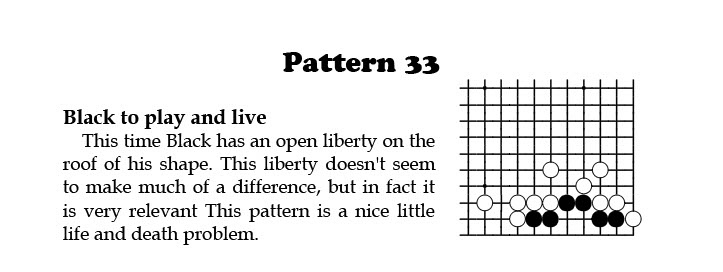 Pattern 33
Black to play and live
This time Black has an open liberty on the
roof of his shape. This liberty doesn't seem
to make much of a difference, but in fact it
is very relevant This pattern is a nice little
life and death problem.